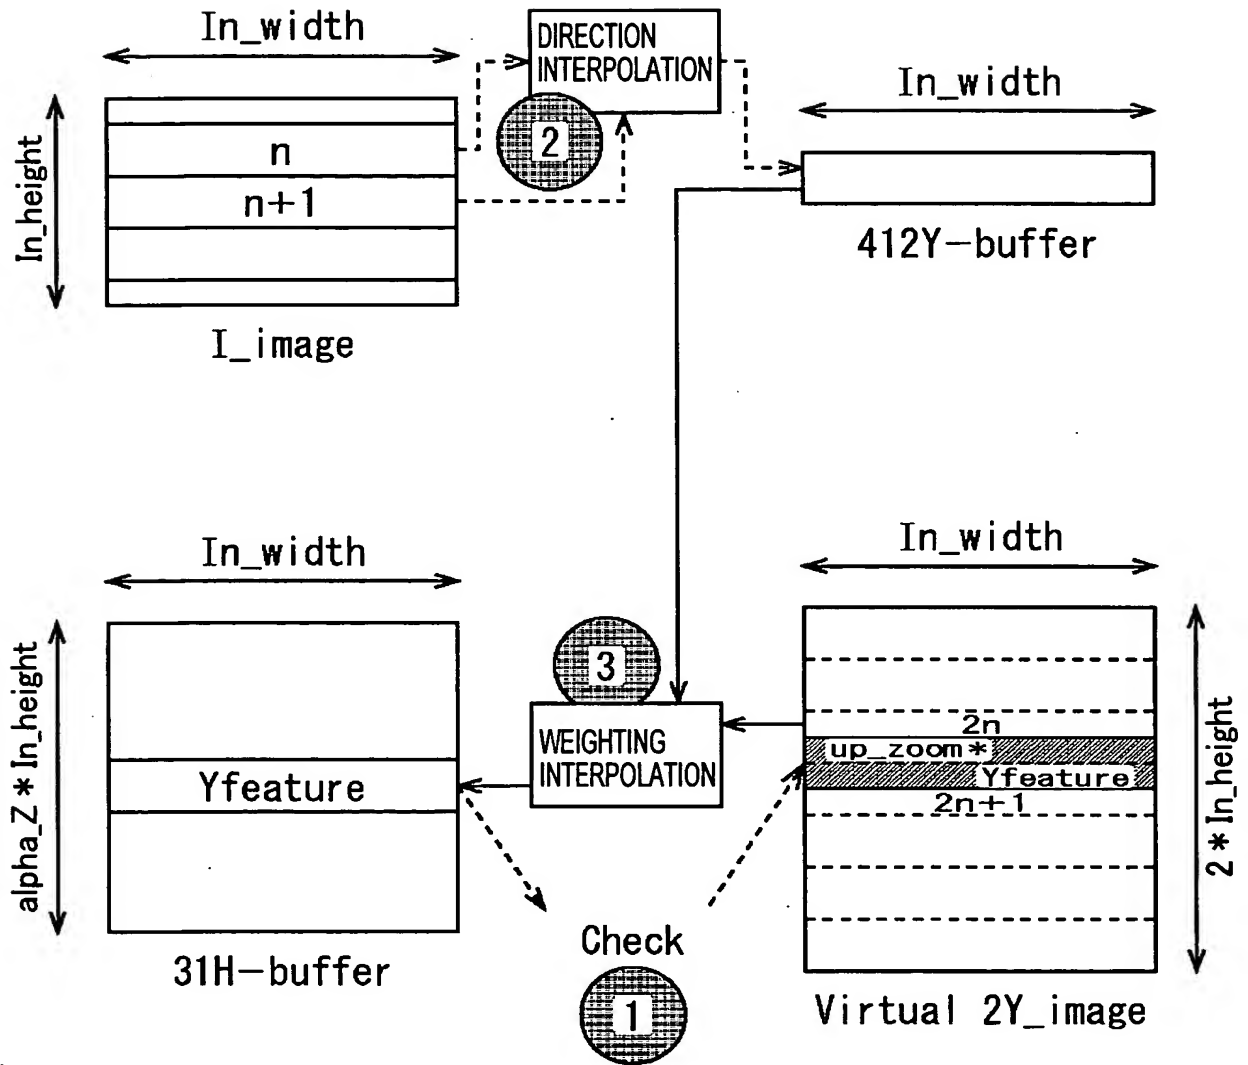 In_width
DIRECTION
INTERPOLATION
2
In_width
In_height
n
n+1
412Y-buffer
I_image
In_width
In_width
alpha_Z*In_height
Yfeature
31H-buffer
3
WEIGHTING
INTERPOLATION
2n
up_zoom*
Yfeature
2n+1
2*In_height
Check
1
Virtual 2Y_image